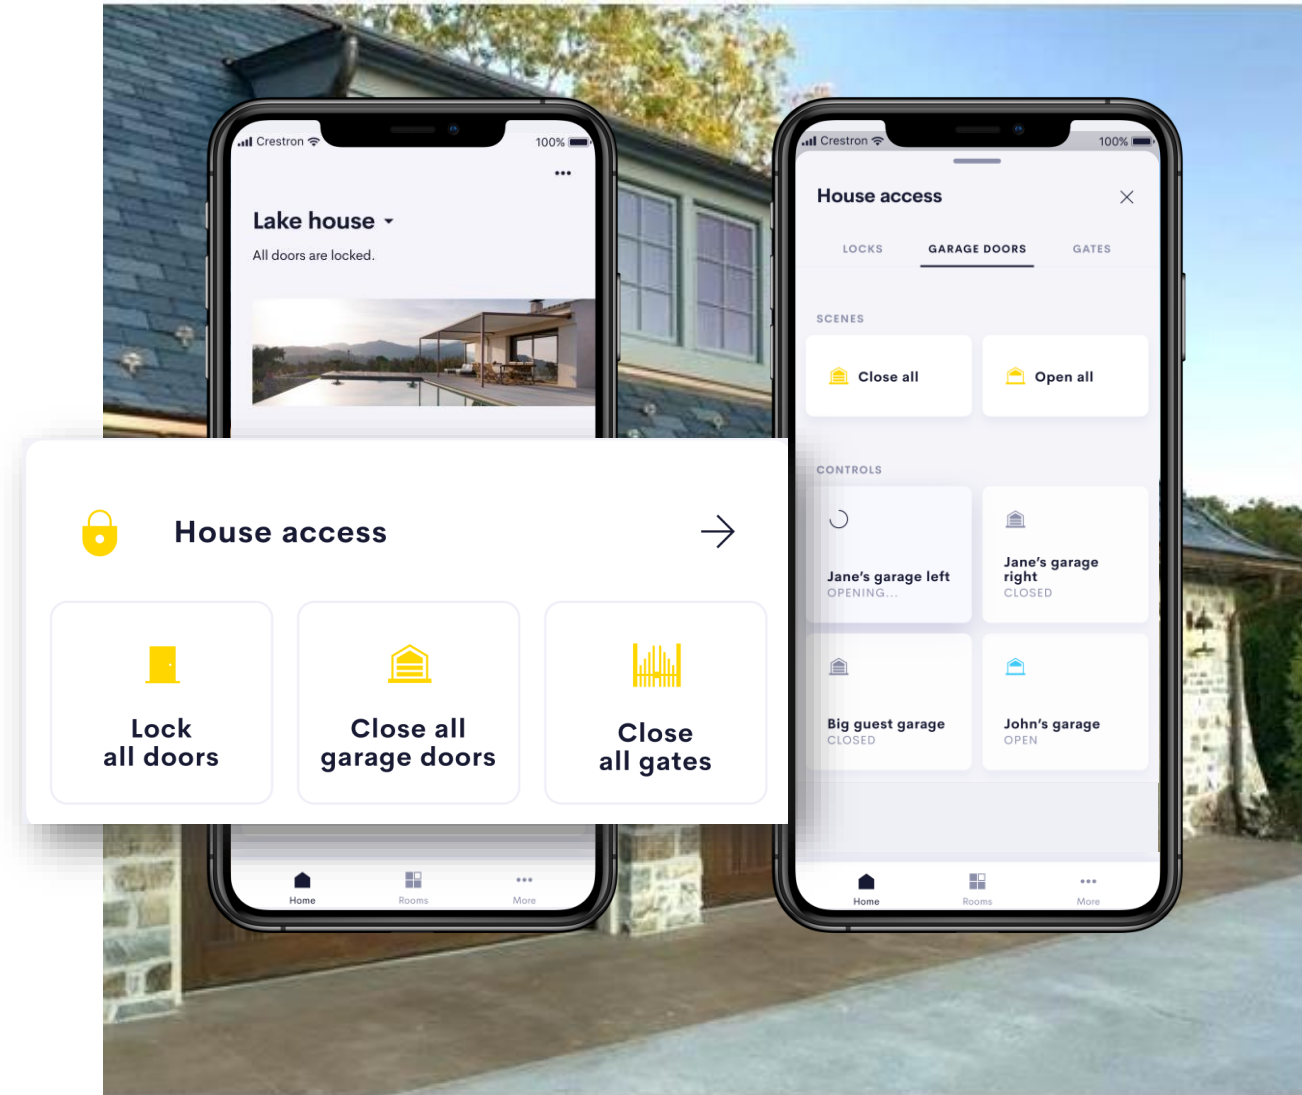 Crestron
100%
•••
Lake house
All doors are locked.
House access
Lock
all doors
Close all
garage doors
Close
all gates
Home
Rooms
More
Crestron
100%
House access
LOCKS
GARAGE DOORS
GATES
SCENES
Close all
Open all
CONTROLS
Jane’s garage left
OPENING...
Jane’s garage
right
CLOSED
Big guest garage
CLOSED
John’s garage
OPEN
Home
Rooms
More